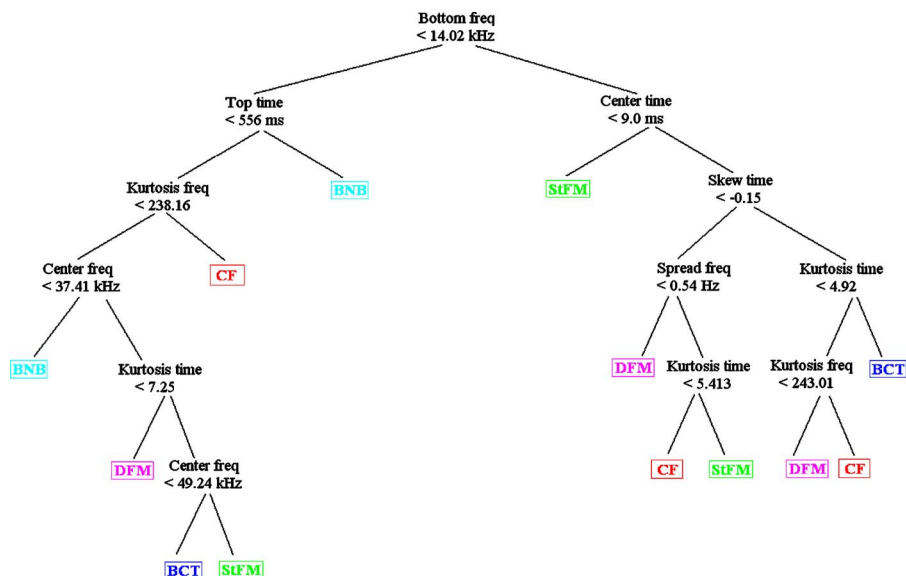 Bottom freq
< 14.02 kHz
Top time
< 556 ms
Center time
< 9.0 ms
Kurtosis freq
< 238.16
BNB
StFM
Skew time
< -0.15
Center freq
< 37.41 kHz
CF
Spread freq
< 0.54 Hz
Kurtosis time
< 4.92
BNB
Kurtosis time
< 7.25
DFM
Kurtosis time
< 5.413
Kurtosis freq
< 243.01
BCT
DFM
Center freq
< 49.24 kHz
CF
StFM
DFM
CF
BCT
StFM